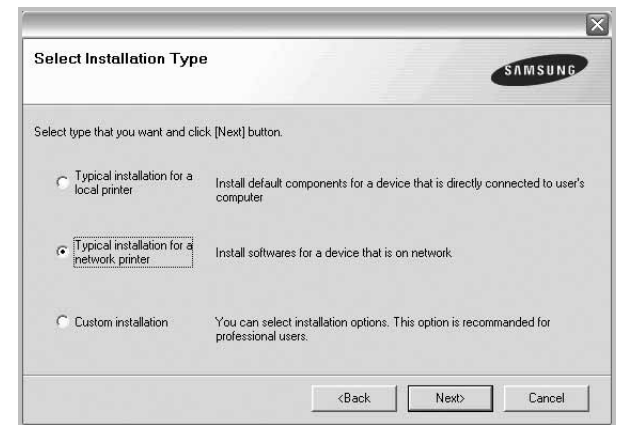 Select Installation Type
SAMSUNG
Select type that you want and click [Next] button.
Typical installation for a
local printer
Install default components for a device that is directly connected to user's
computer
Typical installation for a
network printer
Install softwares for a device that is on network
Custom installation
You can select installation options. This option is recommanded for
professional users.
<Back
Next>
Cancel